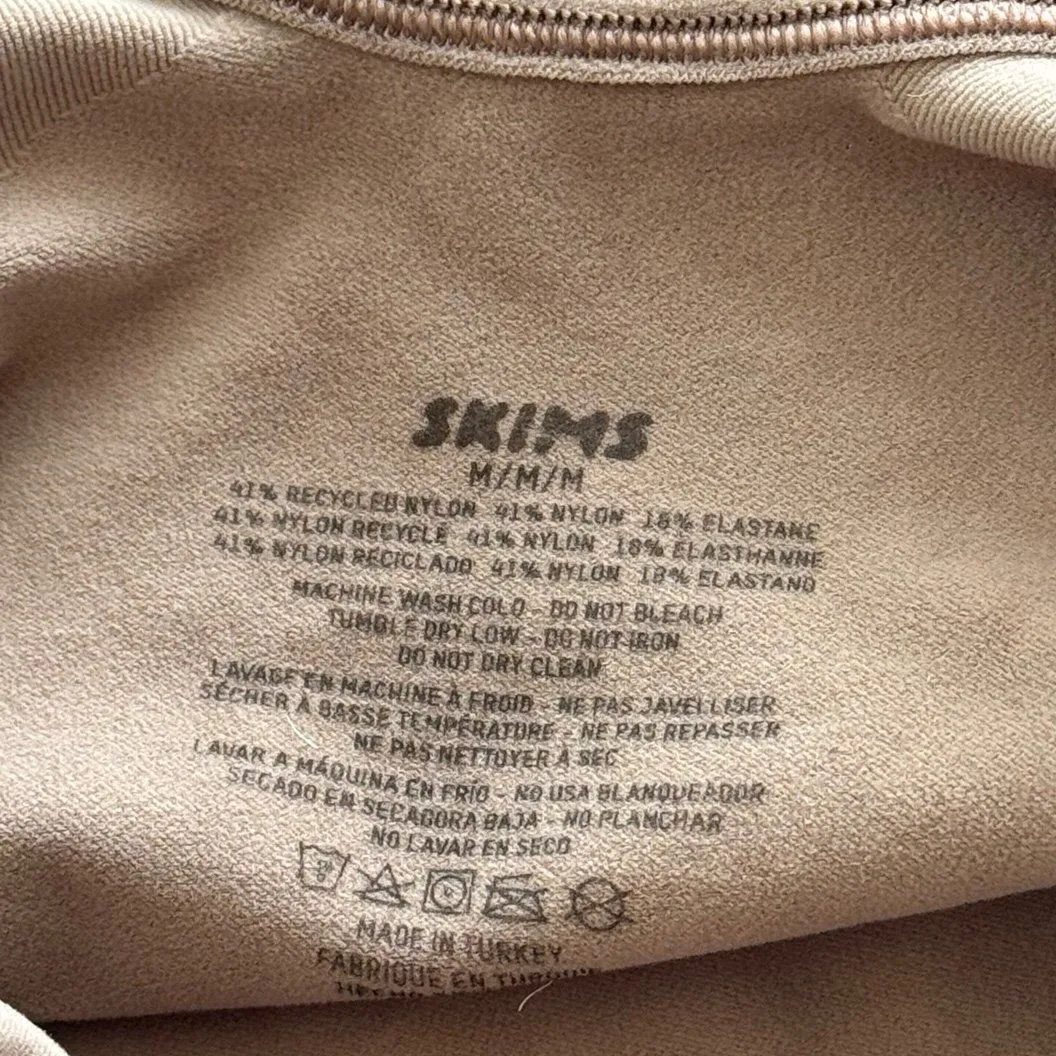 SKIMS
M/M/M
41% RECYCLED NYLON 41% NYLON 18% ELASTANE
41% NYLON RECYCLÉ 41% NYLON 18% ELASTHANNE
41% NYLON RECICLADO 41% NYLON 18% ELASTANO
MACHINE WASH COLD - DO NOT BLEACH
TUMBLE DRY LOW - DO NOT IRON
DO NOT DRY CLEAN
LAVAGE EN MACHINE À FROID - NE PAS JAVELLISER
SÉCHER À BASSE TEMPÉRATURE - NE PAS REPASSER
NE PAS NETTOYER À SEC
LAVAR A MÁQUINA EN FRÍO - NO USA BLANQUEADOR
SECADO EN SECADORA BAJA - NO PLANCHAR
NO LAVAR EN SECO
MADE IN TURKEY
FABRIQUE EN